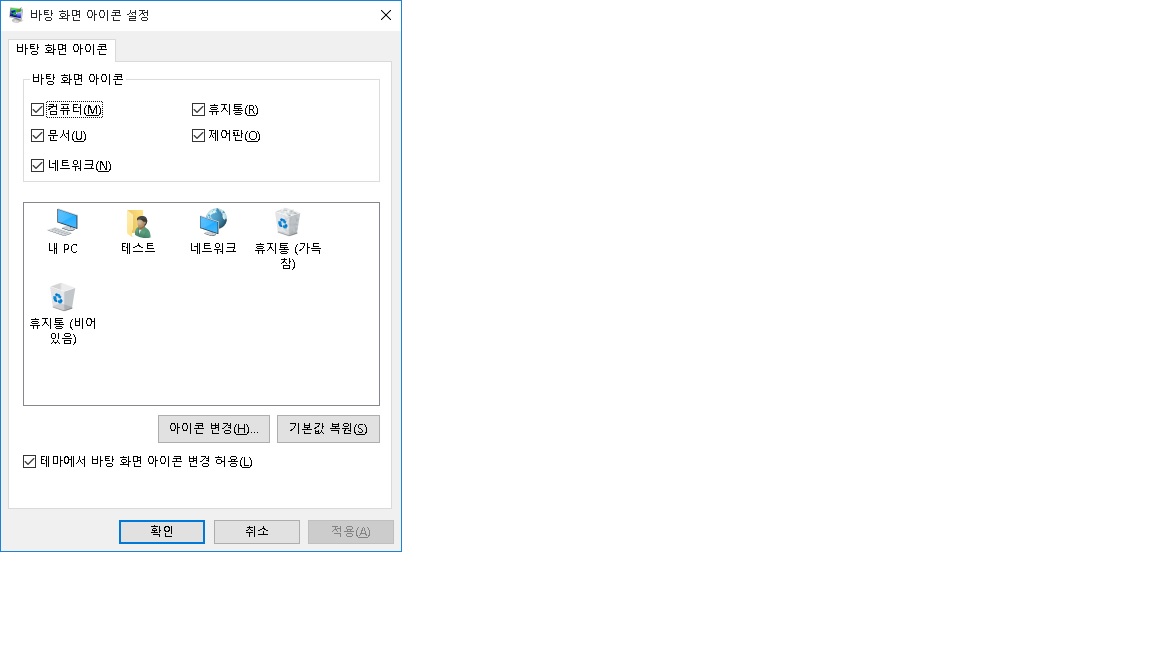 바탕 화면 아이콘 설정
바탕 화면 아이콘
바탕 화면 아이콘
컴퓨터(M)
휴지통(R)
문서(U)
제어판(O)
네트워크(N)
내 PC
테스트
네트워크
휴지통 (가득
참)
휴지통 (비어
있음)
아이콘 변경(H)...
기본값 복원(S)
테마에서 바탕 화면 아이콘 변경 허용(L)
확인
취소
적용(A)